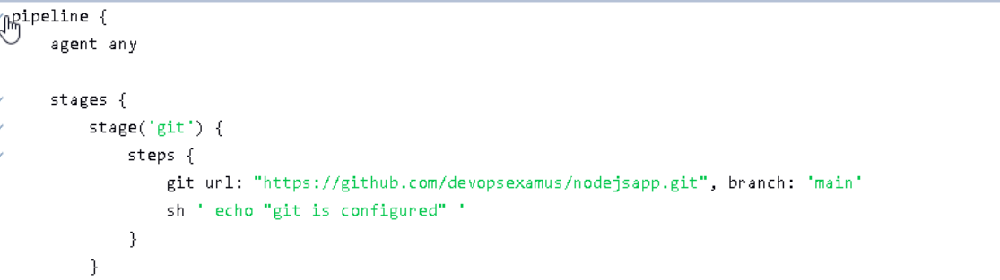 pipeline {
agent any
stages {
stage('git') {
steps {
git url: "https://github.com/devopsexamus/nodejsapp.git", branch: 'main'
sh ' echo "git is configured" '
}
}